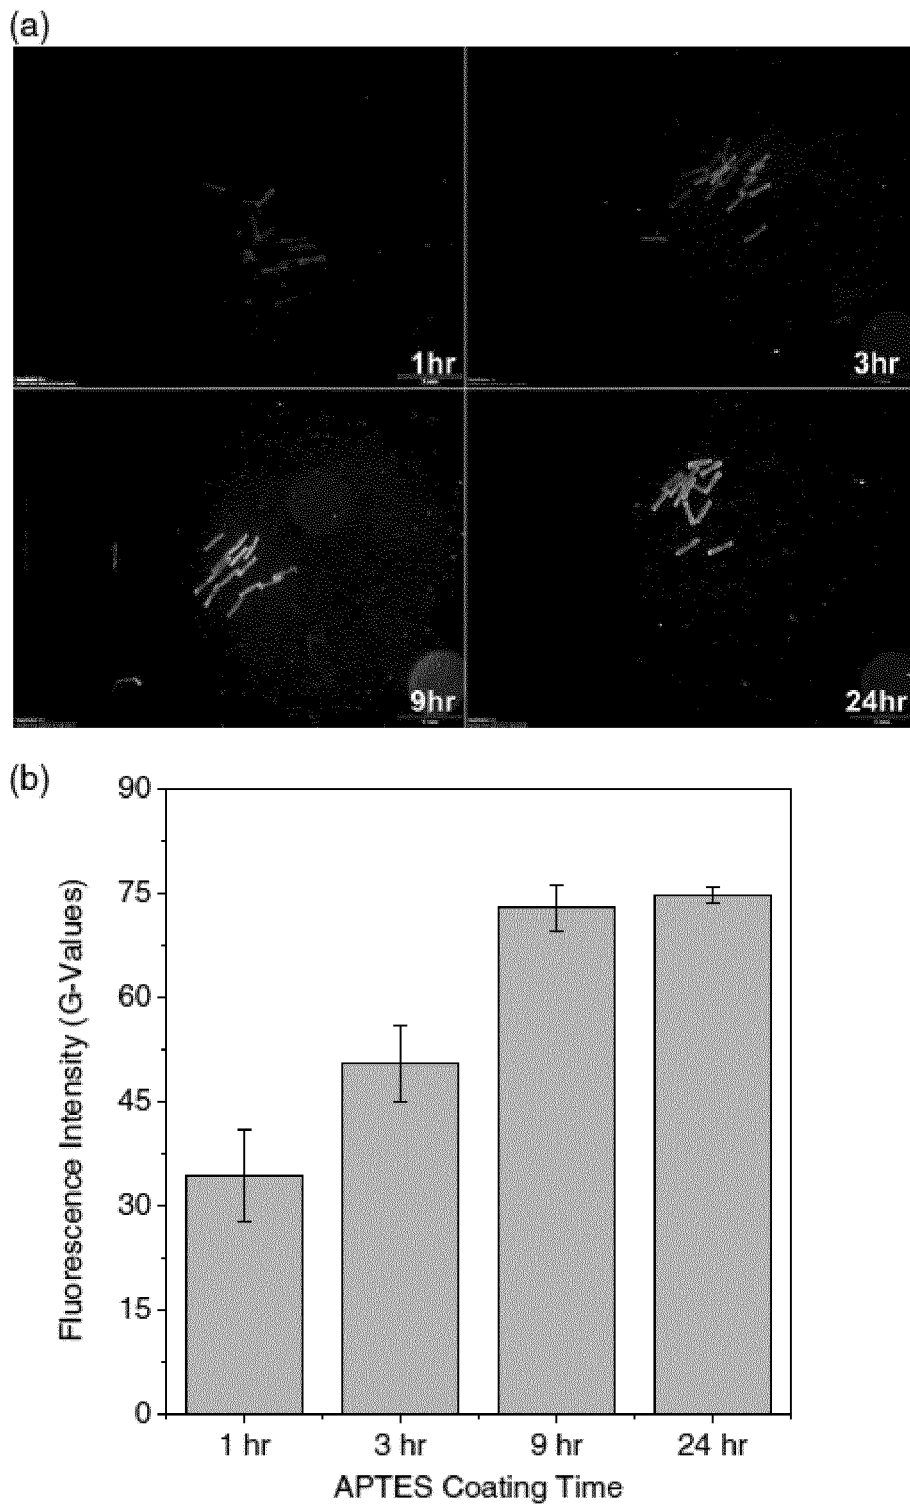 (a)
1hr
3hr
9hr
24hr
(b)
90
75
60
45
30
15
0
Fluorescence Intensity (G-Values)
1 hr
3 hr
9 hr
24 hr
APTES Coating Time